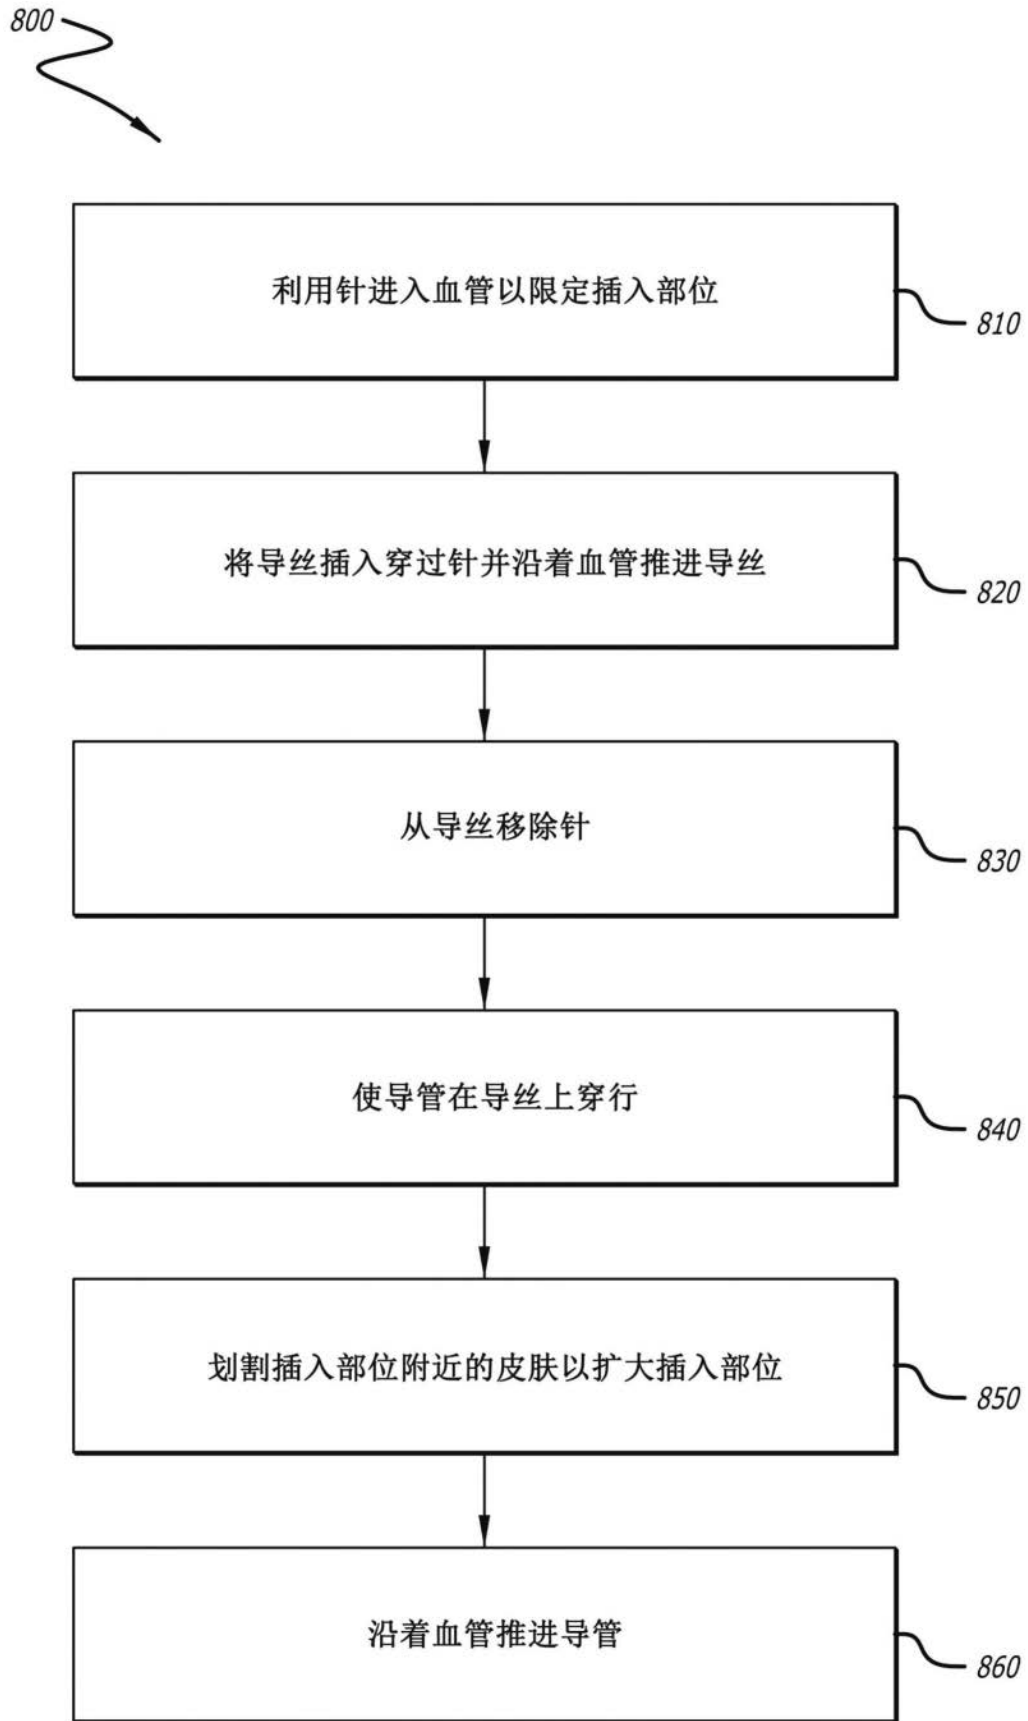 800
利用针进入血管以限定插入部位
810
将导丝插入穿过针并沿着血管推进导丝
820
从导丝移除针
830
使导管在导丝上穿行
840
划割插入部位附近的皮肤以扩大插入部位
850
沿着血管推进导管
860